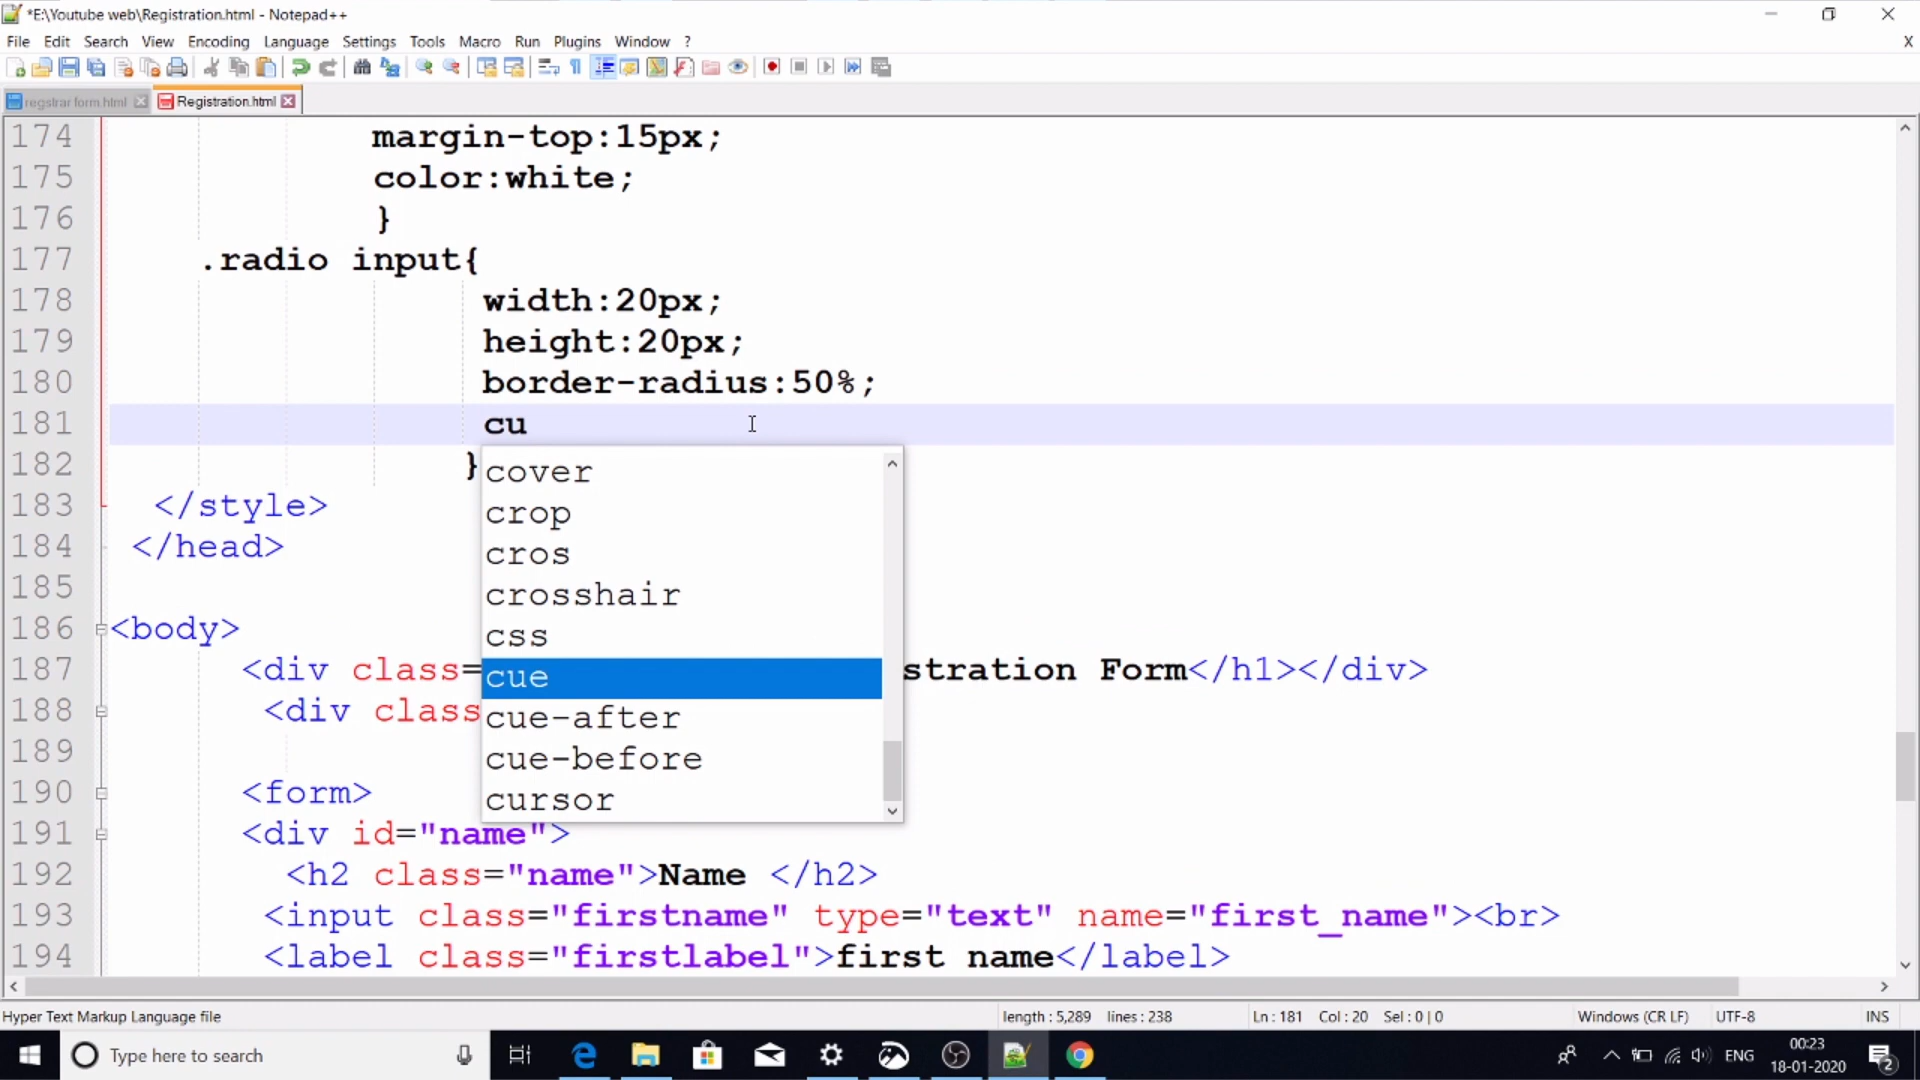 *E:\Youtube web\Registration.html - Notepad++
File Edit Search View Encoding Language Settings Tools Macro Run Plugins Window ? X
regstrar form.html Registration.html
174 margin-top:15px;
175 color:white;
176 }
177 .radio input{
178 width:20px;
179 height:20px;
180 border-radius:50%;
181 cu
182 }
cover
crop
cros
crosshair
css
cue
cue-after
cue-before
cursor
183 </style>
184 </head>
185
186 <body>
187 <div class= stration Form</h1></div>
188 <div class
189
190 <form>
191 <div id="name">
192 <h2 class="name">Name </h2>
193 <input class="firstname" type="text" name="first_name"><br>
194 <label class="firstlabel">first name</label>
Hyper Text Markup Language file length : 5,289 lines : 238 Ln : 181 Col : 20 Sel : 0 | 0 Windows (CR LF) UTF-8 INS
Type here to search ENG 00:23
18-01-2020 2